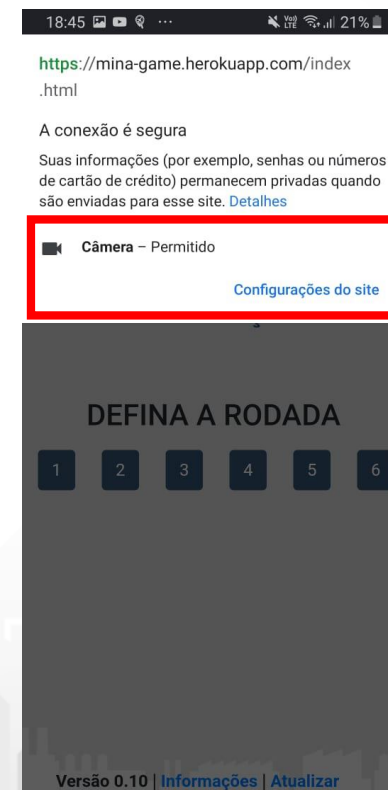 18:45 ... Vo)) LTE 21%
https://mina-game.herokuapp.com/index
.html
A conexão é segura
Suas informações (por exemplo, senhas ou números
de cartão de crédito) permanecem privadas quando
são enviadas para esse site. Detalhes
Câmera – Permitido
Configurações do site
DEFINA A RODADA
1 2 3 4 5 6
Versão 0.10 | Informações | Atualizar